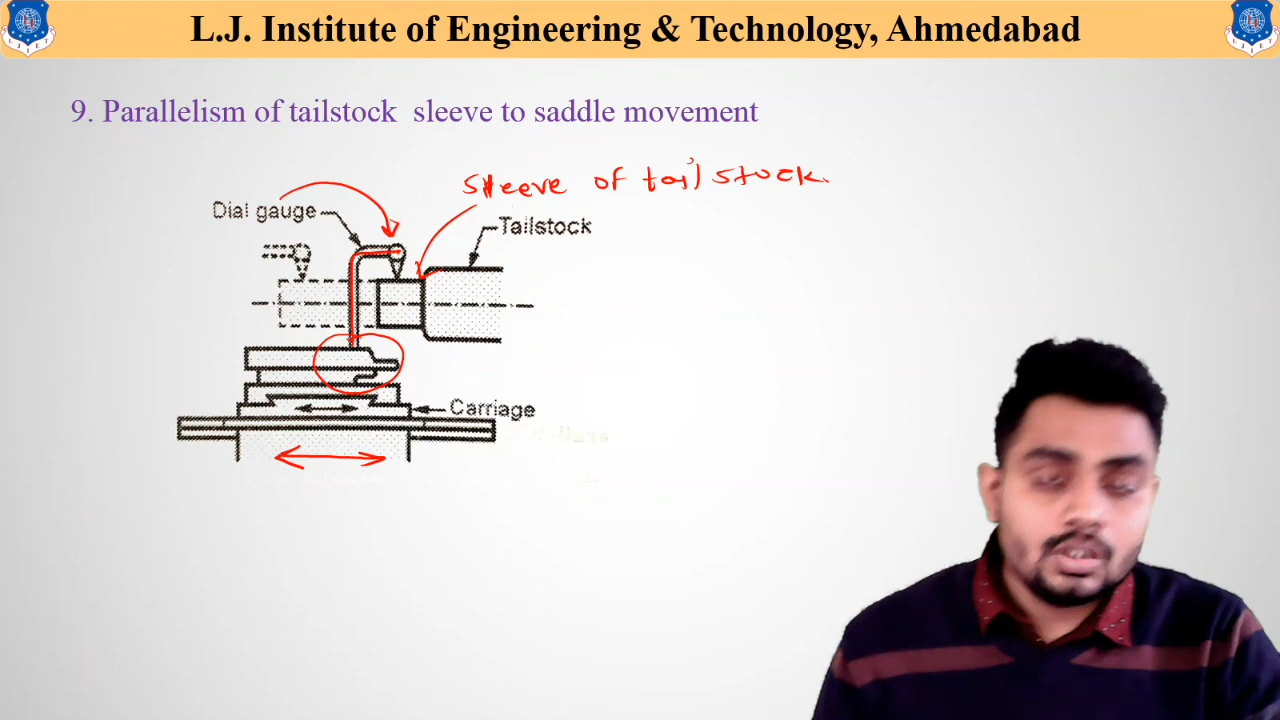 L.J. Institute of Engineering & Technology, Ahmedabad
9. Parallelism of tailstock sleeve to saddle movement
sleeve of tailstock.
Dial gauge
Tailstock
Carriage